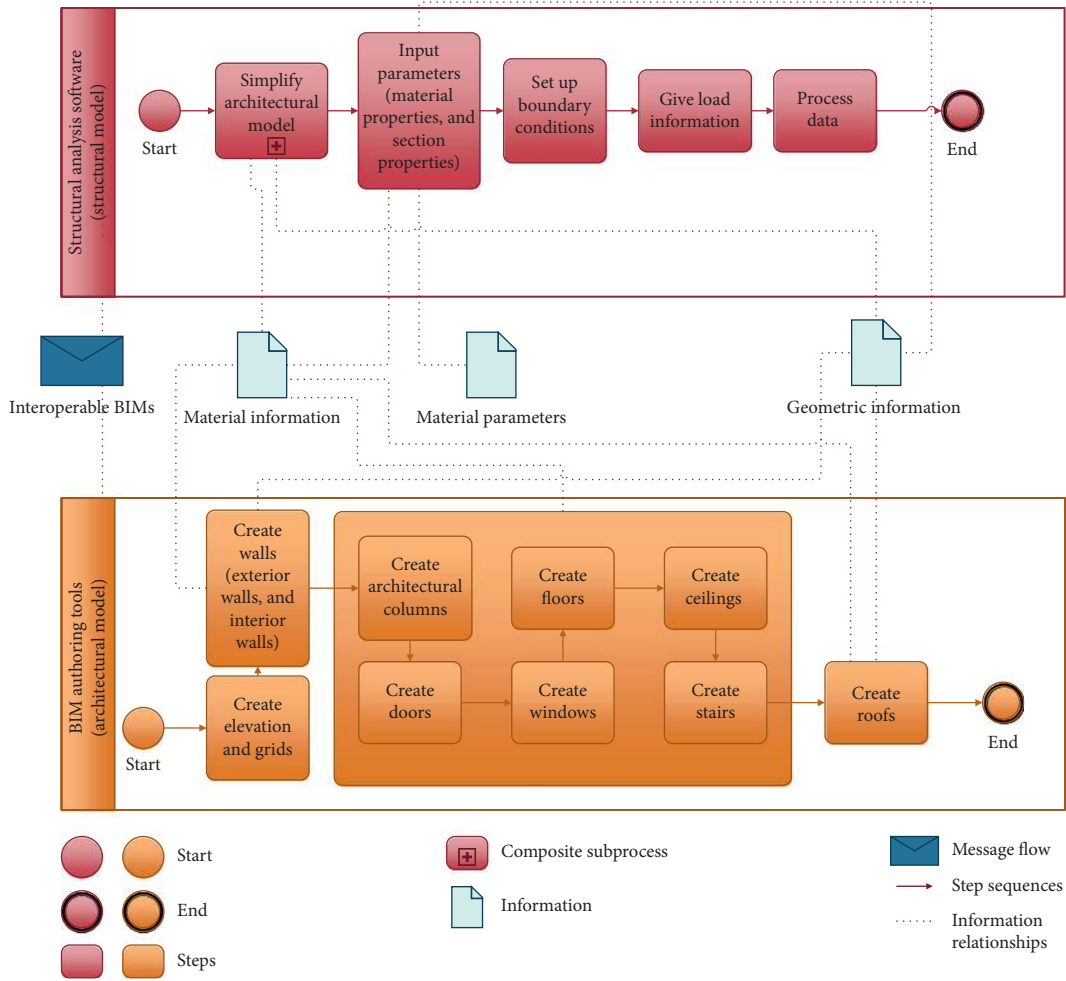 Structural analysis software
(structural model)
Start
Simplify
architectural
model
Input
parameters
(material
properties, and
section
properties)
Set up
boundary
conditions
Give load
information
Process
data
End
Interoperable BIMs
Material information
Material parameters
Geometric information
BIM authoring tools
(architectural model)
Start
Create
elevation
and grids
Create
walls
(exterior
walls, and
interior
walls)
Create
architectural
columns
Create
doors
Create
windows
Create
floors
Create
ceilings
Create
stairs
Create
roofs
End
Start
End
Steps
Composite subprocess
Information
Message flow
Step sequences
Information
relationships